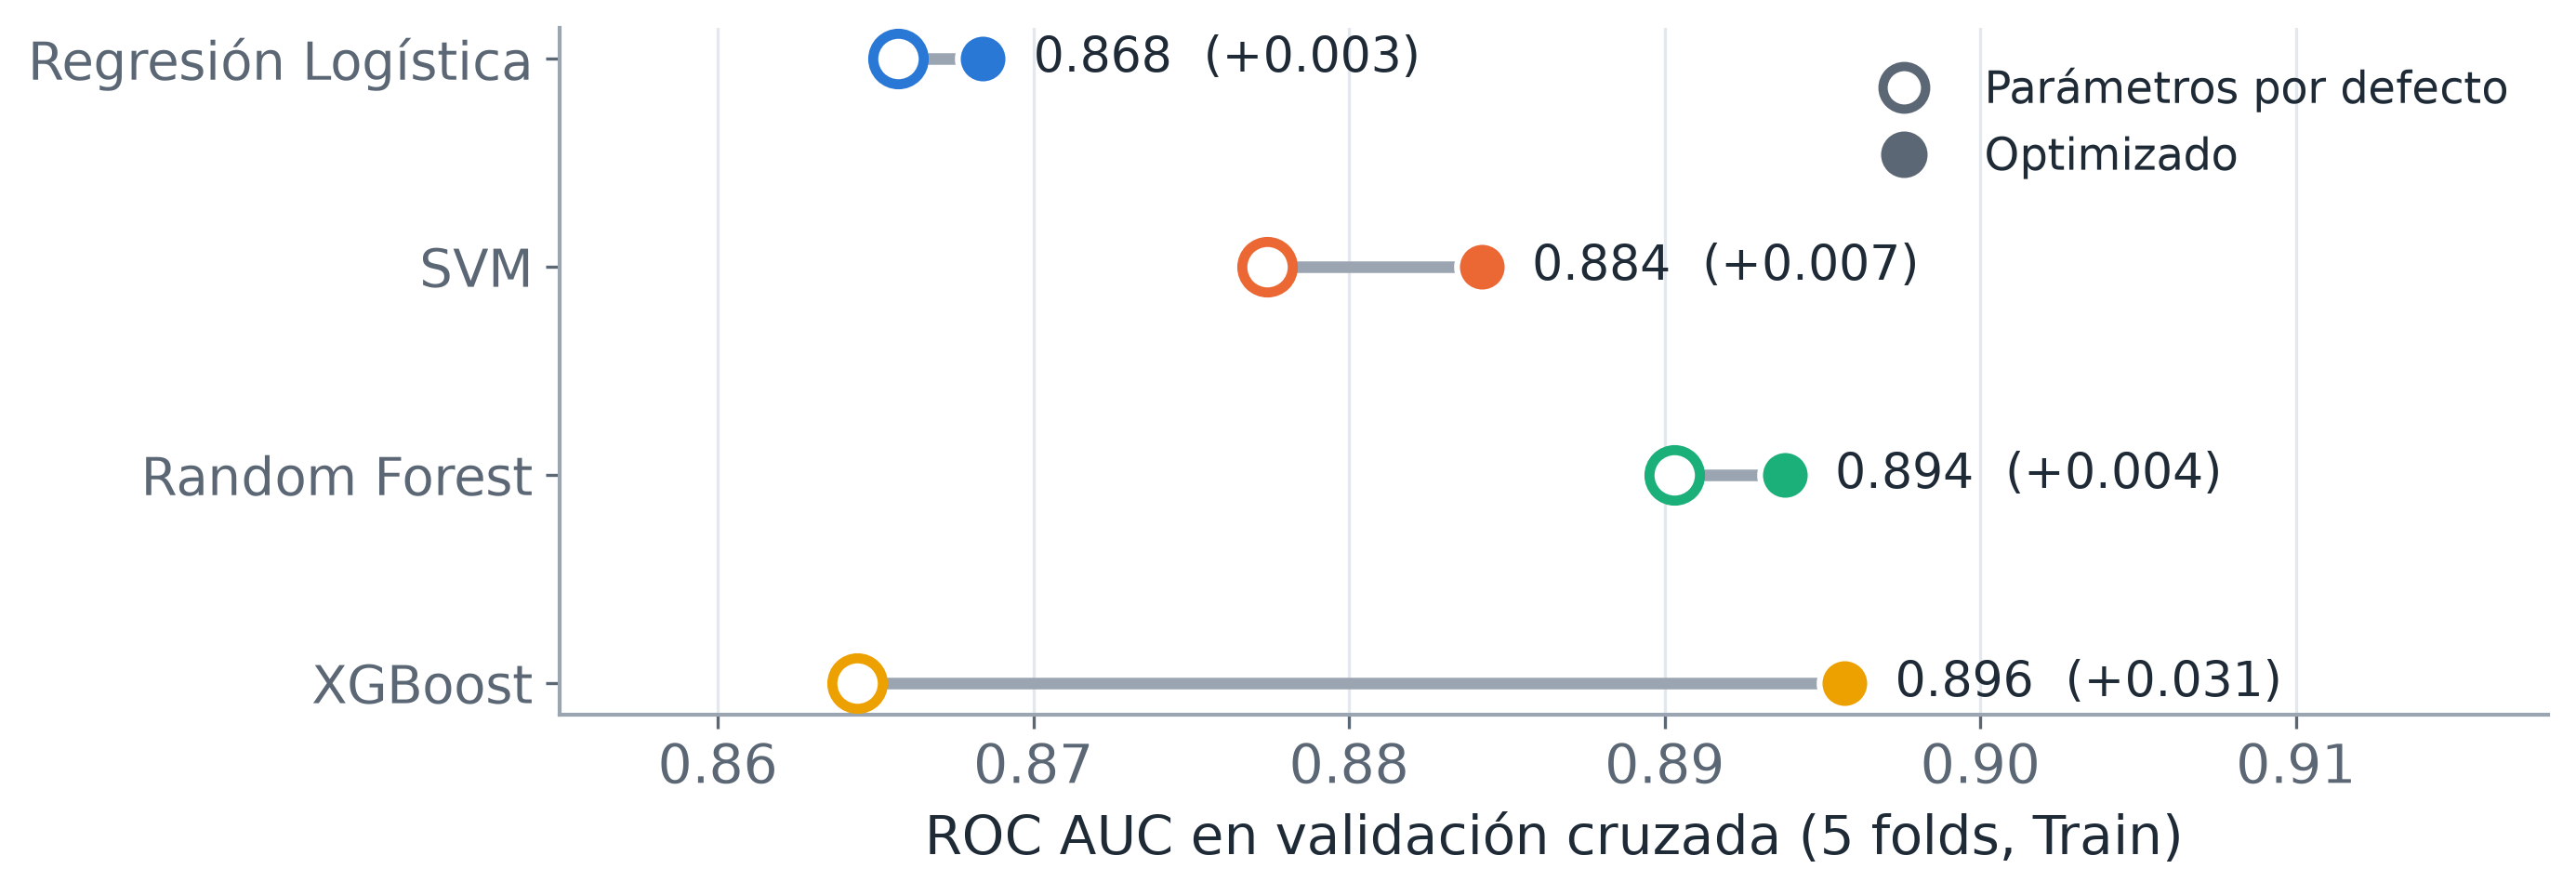 Regresión Logística
0.868 (+0.003)
Parámetros por defecto
Optimizado
SVM
0.884 (+0.007)
Random Forest
0.894 (+0.004)
XGBoost
0.896 (+0.031)
0.86 0.87 0.88 0.89 0.90 0.91
ROC AUC en validación cruzada (5 folds, Train)